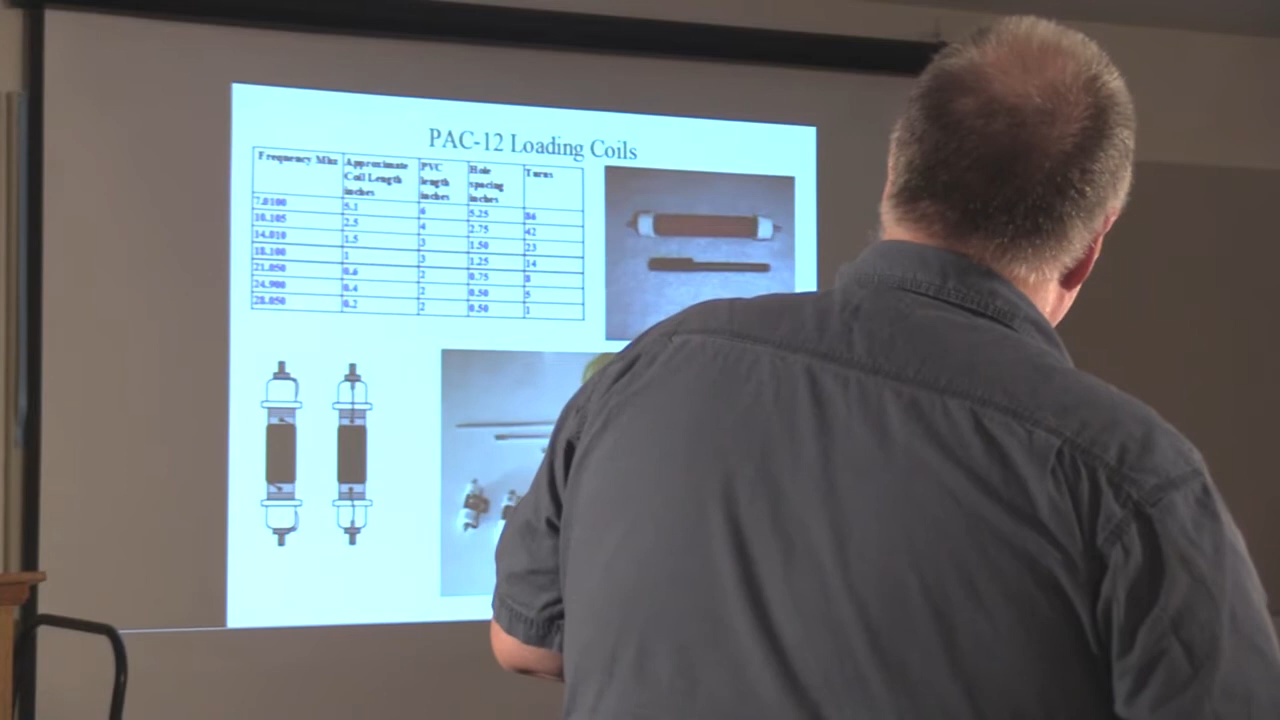 PAC-12 Loading Coils
Frequency Mhz Approximate Coil Length inches PVC length inches Hole spacing inches Turns
7.0100 5.1 6 5.25 86
10.105 2.5 4 2.75 42
14.010 1.5 3 1.50 23
18.100 1 3 1.25 14
21.050 0.6 2 0.75 8
24.900 0.4 2 0.50 5
28.050 0.2 2 0.50 1